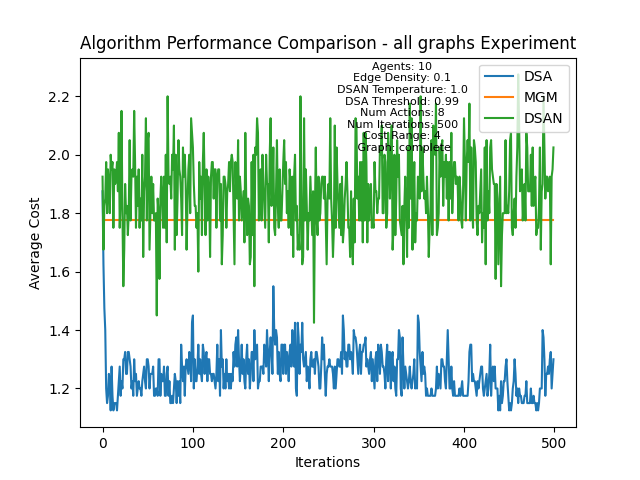 Algorithm Performance Comparison - all graphs Experiment
Agents: 10
Edge Density: 0.1
DSAN Temperature: 1.0
DSA Threshold: 0.99
Num Actions: 8
Num Iterations: 500
Cost Range: 4
Graph: complete
DSA
MGM
DSAN
Average Cost
2.2
2.0
1.8
1.6
1.4
1.2
0
100
200
300
400
500
Iterations